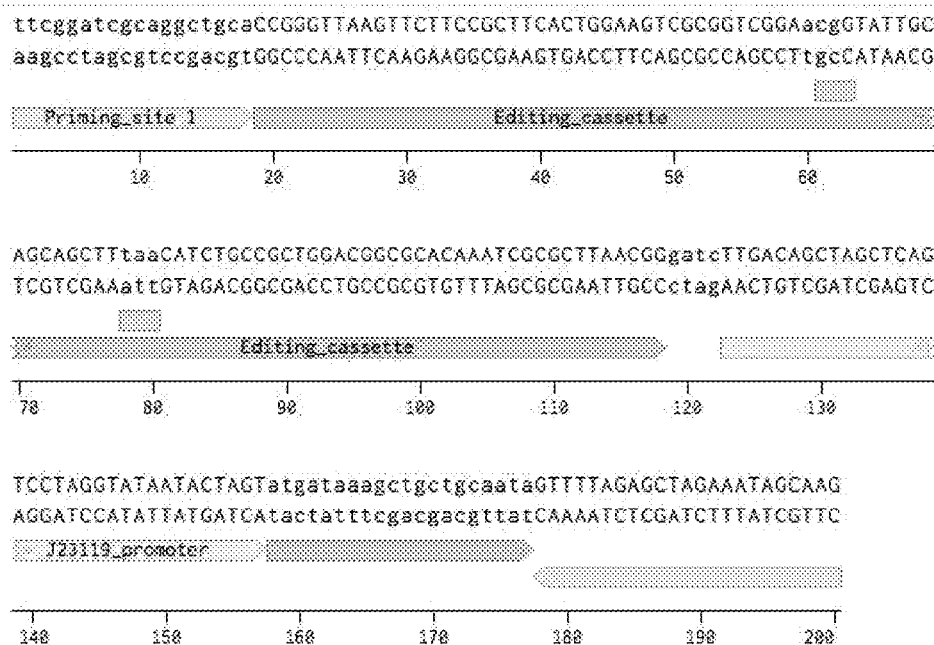 ttcggatcgcaggctgcaCCGGGTTAAGTTCTTCCGCTTCACTGGAAGTCGCGGTCGGAacgGTATTGC
aagcctagcgtccgacgtGGCCCAATTCAAGAAGGCGAAGTGACCTTCAGCGCCAGCCTtgcCATAACG
Priming_site 1 Editing_cassette
10 20 30 40 50 60
AGCAGCTTtaaCATCTGCCGCTGGACGGCGCACAAATCGCGCTTAACGGgatcTTGACAGCTAGCTCAG
TCGTCGAAattGTAGACGGCGACCTGCCGCGTGTTTAGCGCGAATTGCCctagAACTGTCGATCGAGTC
Editing_cassette
70 80 90 100 110 120 130
TCCTAGGTATAATACTAGTatgataaagctgctgcaataGTTTTAGAGCTAGAAATAGCAAG
AGGATCCATATTATGATCAtactatttcgacgacgttatCAAAATCTCGATCTTTATCGTTC
J23119_promoter
140 150 160 170 180 190 200